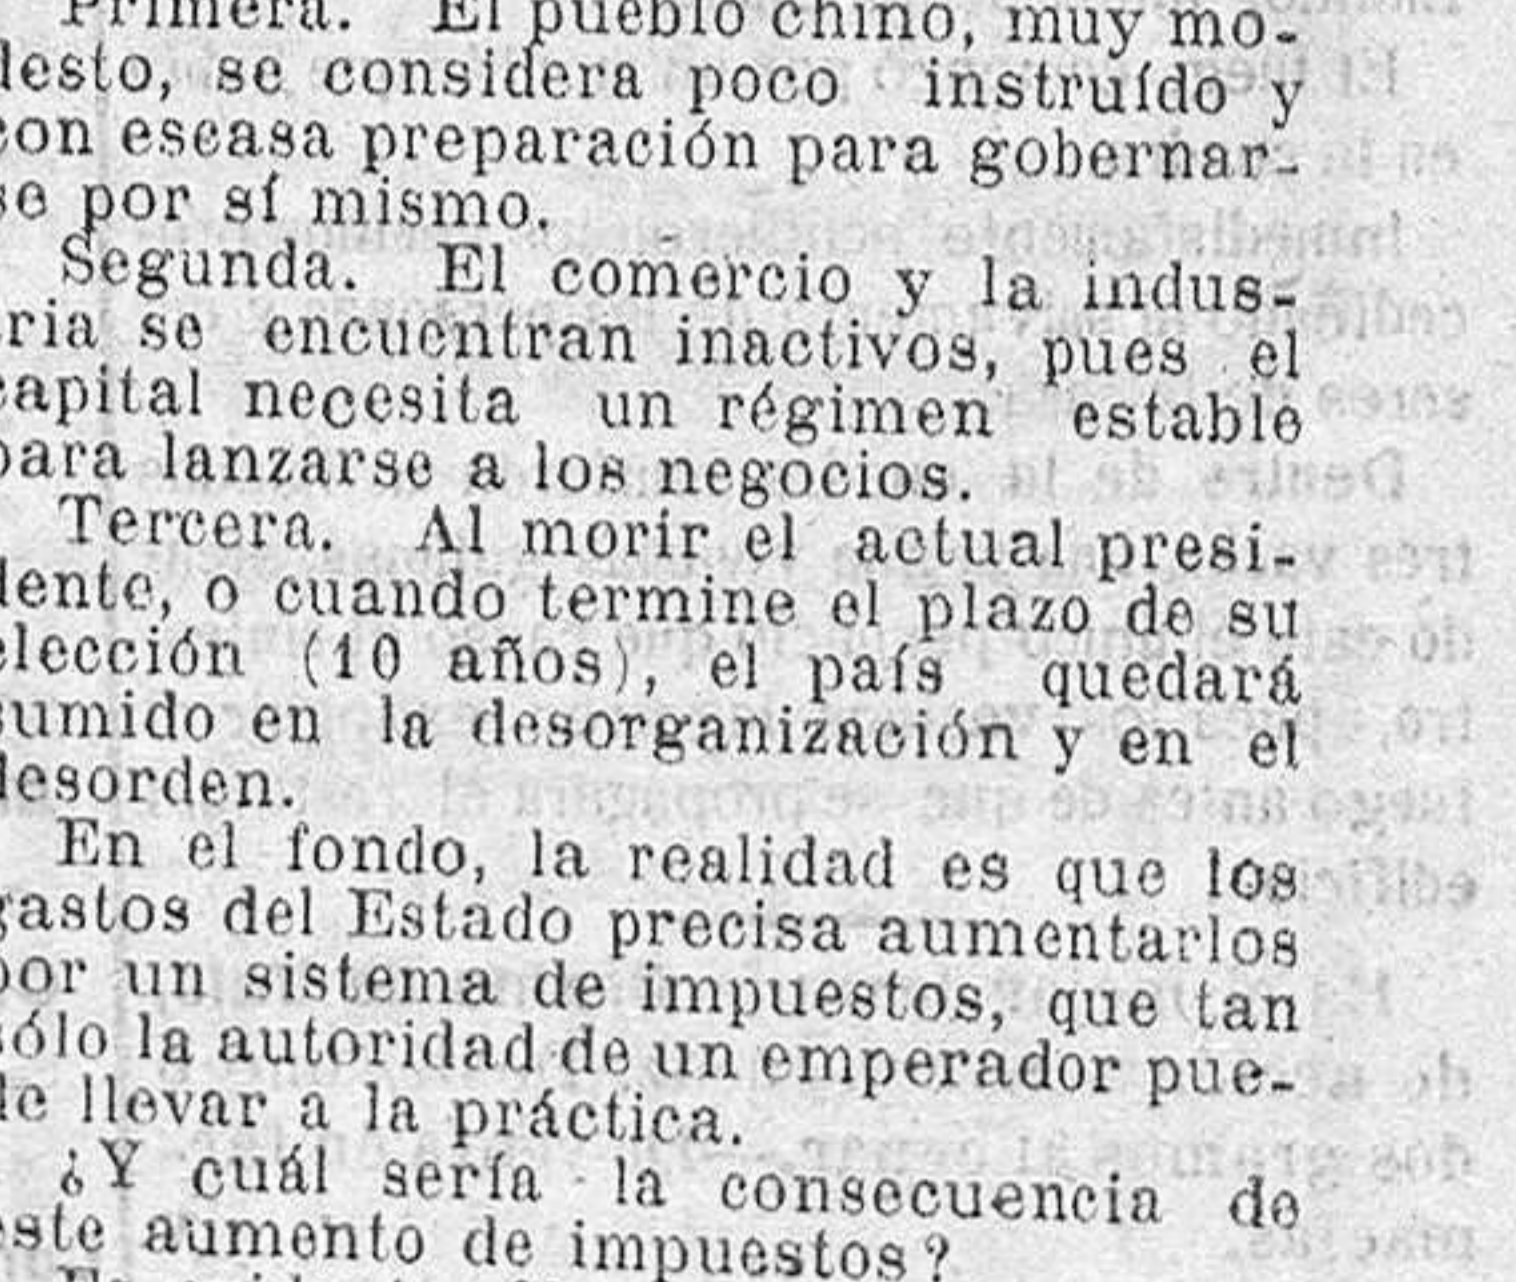 Primera. El pueblo chino, muy mo-
desto, se considera poco instruído y
con escasa preparación para gobernar-
se por sí mismo.
Segunda. El comercio y la indus-
tria se encuentran inactivos, pues el
capital necesita un régimen estable
para lanzarse a los negocios.
Tercera. Al morir el actual presi-
dente, o cuando termine el plazo de su
elección (10 años), el país quedará
sumido en la desorganización y en el
desorden.
En el fondo, la realidad es que los
gastos del Estado precisa aumentarlos
por un sistema de impuestos, que tan
sólo la autoridad de un emperador pue-
de llevar a la práctica.
¿Y cuál sería la consecuencia de
este aumento de impuestos?